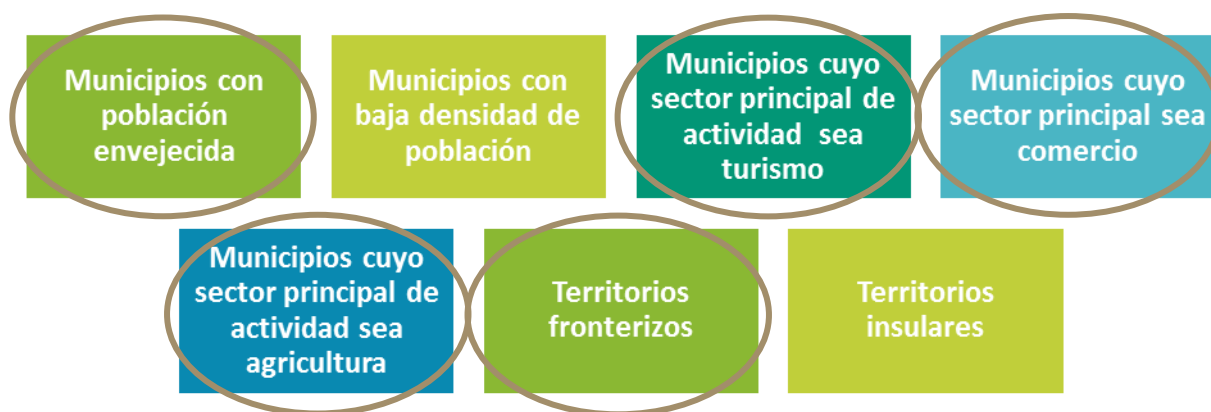 Municipios con
población
envejecida
Municipios con
baja densidad de
población
Municipios cuyo
sector principal de
actividad sea
turismo
Municipios cuyo
sector principal sea
comercio
Municipios cuyo
sector principal de
actividad sea
agricultura
Territorios
fronterizos
Territorios
insulares